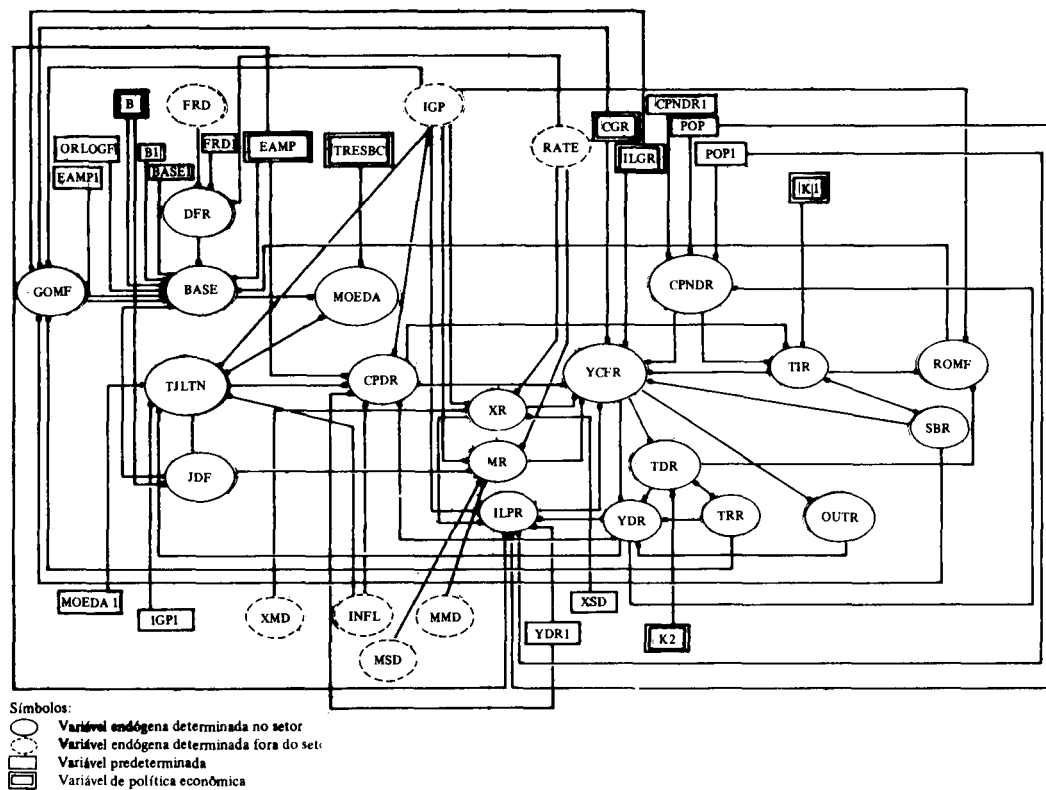 CPNDR1
B
FRD
IGP
CGR
POP
ORLOGF
B1
FRD1
EAMP
TRESBC
RATE
ILGR
POP1
EAMP1
BASE1
K1
DFR
GOMF
BASE
MOEDA
CPNDR
TJLTN
CPDR
YCFR
TIR
ROMF
XR
SBR
JDF
MR
TDR
ILPR
YDR
TRR
OUTR
MOEDA 1
IGP1
XMD
INFL
MMD
XSD
YDR1
K2
MSD
Símbolos:
Variável endógena determinada no setor
Variável endógena determinada fora do seto
Variável predeterminada
Variável de política econômica